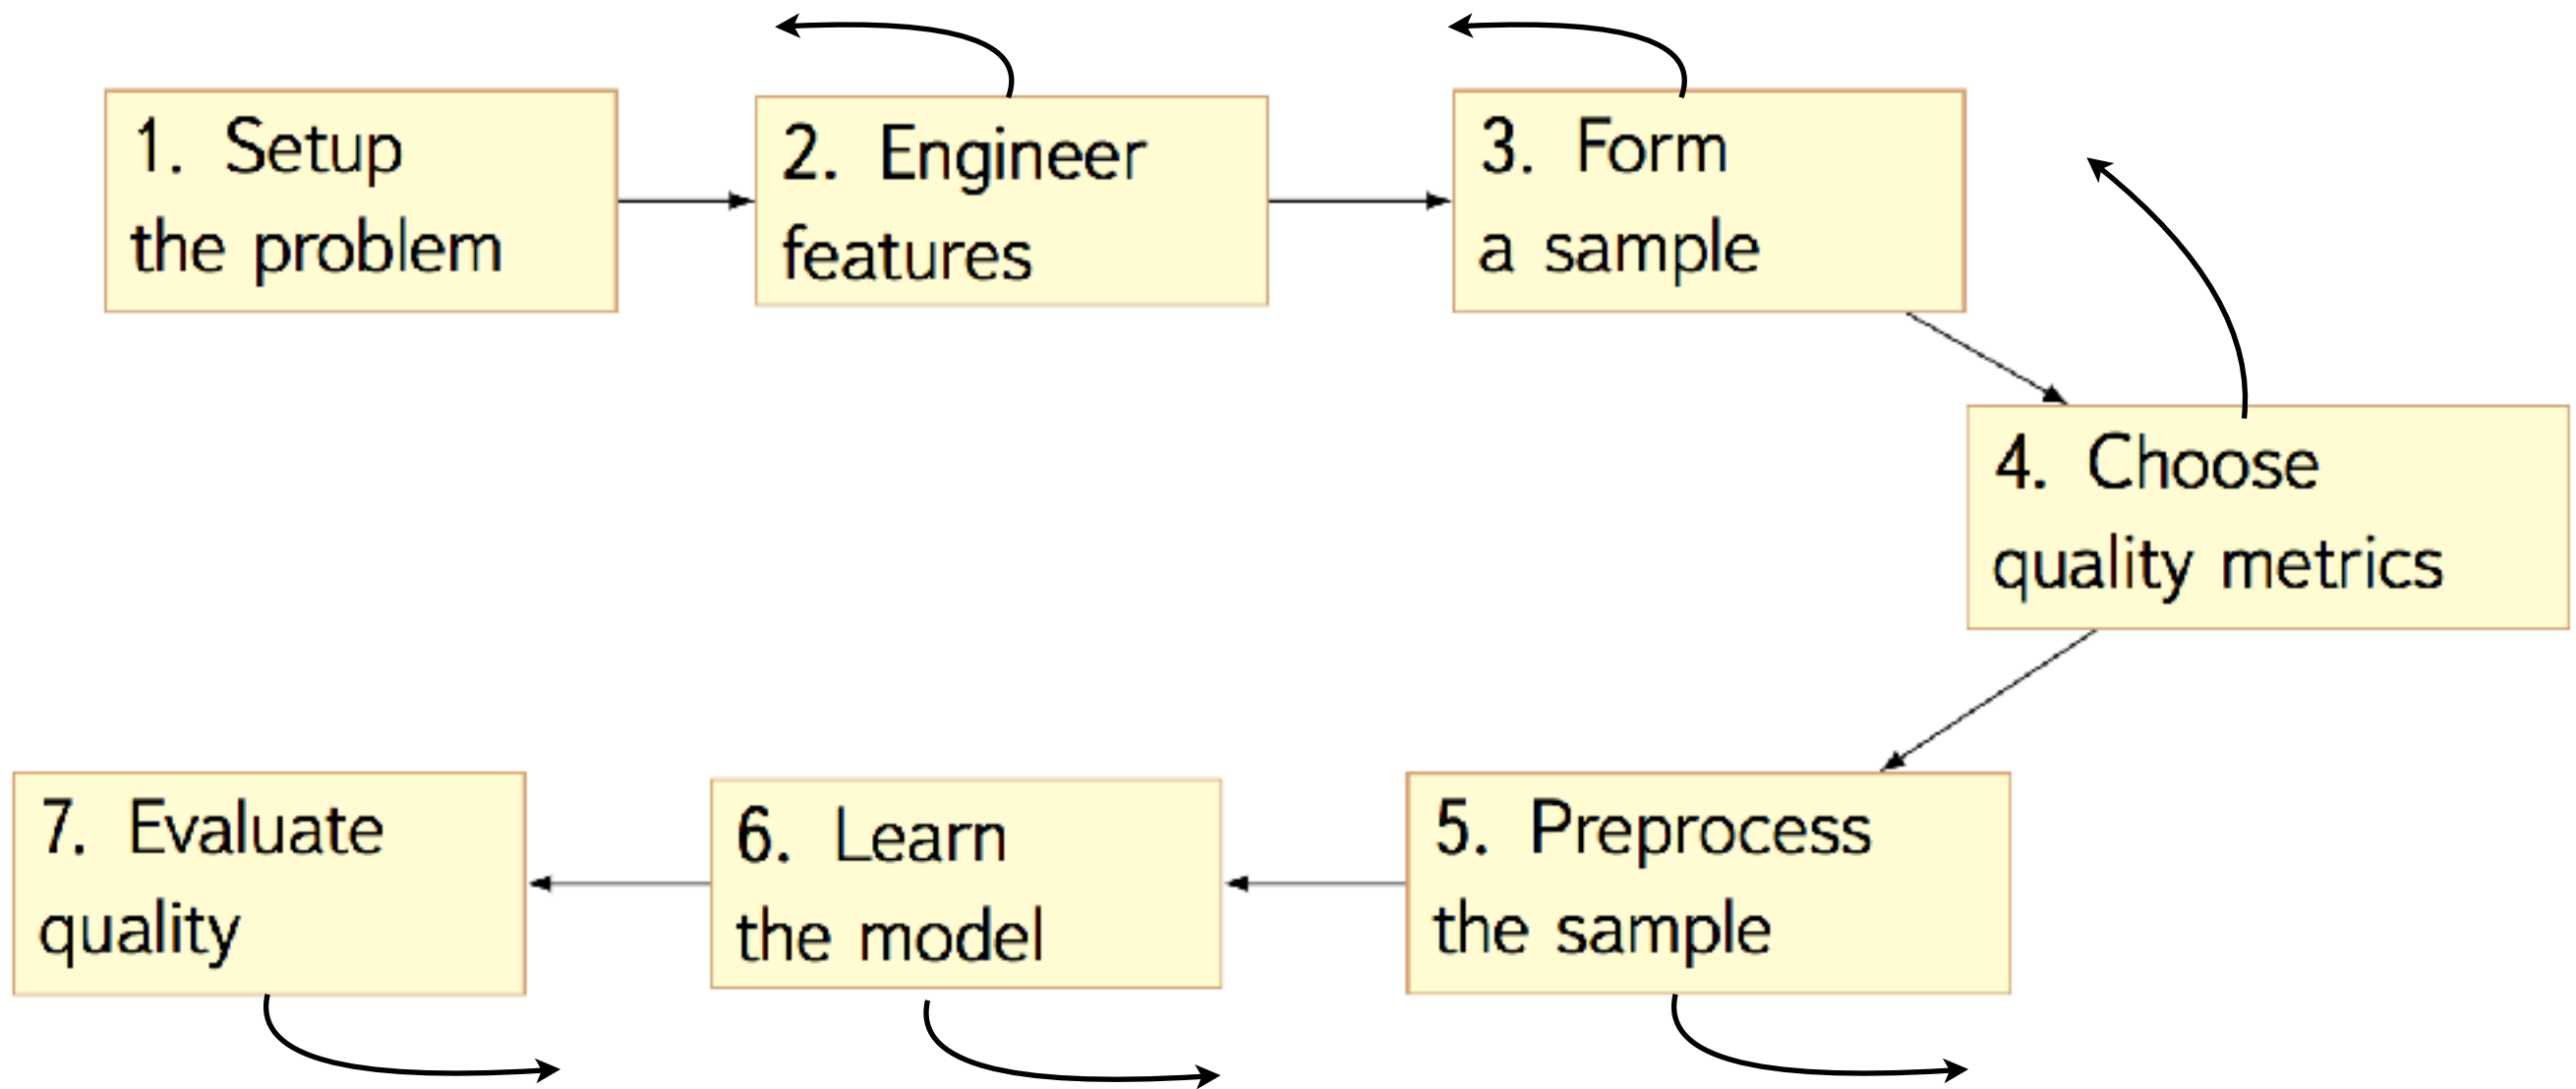 1. Setup
the problem
2. Engineer
features
3. Form
a sample
4. Choose
quality metrics
5. Preprocess
the sample
6. Learn
the model
7. Evaluate
quality